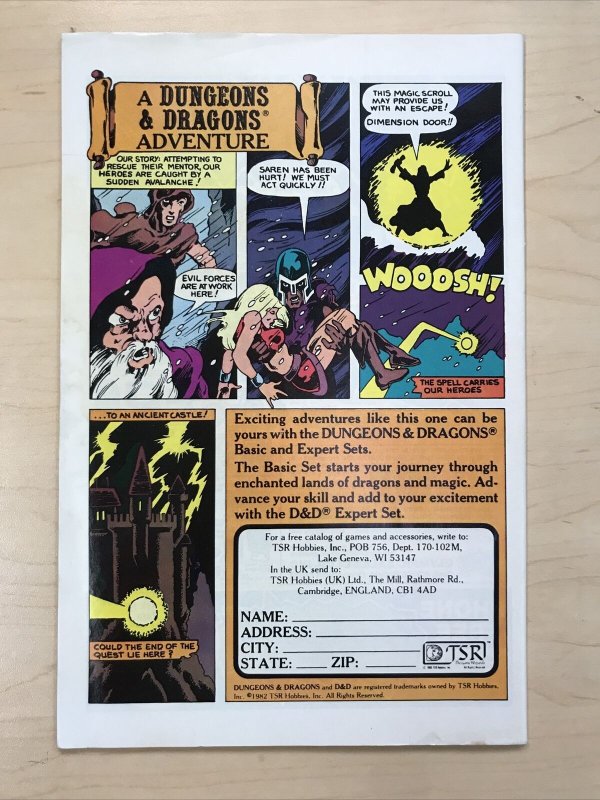 A DUNGEONS
& DRAGONS®
ADVENTURE
OUR STORY: ATTEMPTING TO
RESCUE THEIR MENTOR, OUR
HEROES ARE CAUGHT BY A
SUDDEN AVALANCHE!
EVIL FORCES
ARE AT WORK
HERE!
SAREN HAS BEEN
HURT! WE MUST
ACT QUICKLY!!
THIS MAGIC SCROLL
MAY PROVIDE US
WITH AN ESCAPE!
DIMENSION DOOR!!
WOOOSH!
THE SPELL CARRIES
OUR HEROES
...TO AN ANCIENT CASTLE!
COULD THE END OF THE
QUEST LIE HERE?
Exciting adventures like this one can be
yours with the DUNGEONS & DRAGONS®
Basic and Expert Sets.
The Basic Set starts your journey through
enchanted lands of dragons and magic. Ad-
vance your skill and add to your excitement
with the D&D® Expert Set.
For a free catalog of games and accessories, write to:
TSR Hobbies, Inc., POB 756, Dept. 170-102M,
Lake Geneva, WI 53147
In the UK send to:
TSR Hobbies (UK) Ltd., The Mill, Rathmore Rd.,
Cambridge, ENGLAND, CB1 4AD
NAME:
ADDRESS:
CITY:
STATE: ZIP:
TSR
DUNGEONS & DRAGONS and D&D are registered trademarks owned by TSR Hobbies,
Inc. ©1982 TSR Hobbies, Inc. All Rights Reserved.